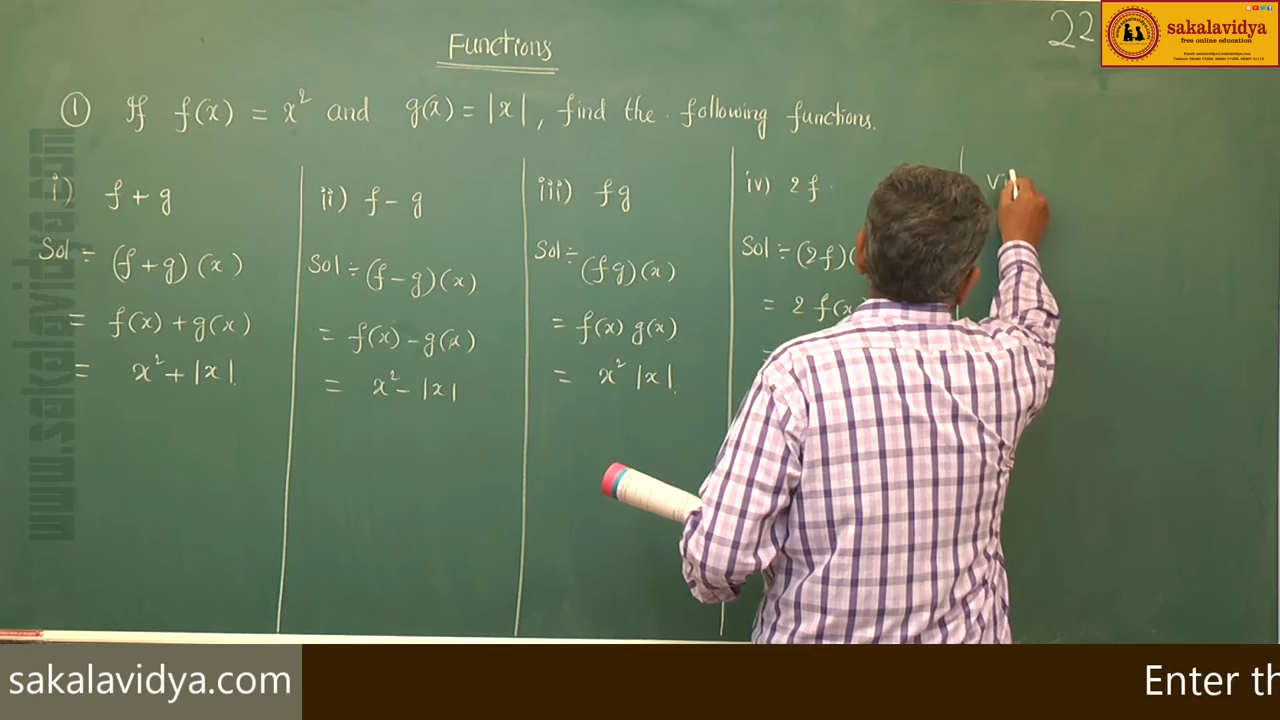 22
sakalavidya
free online education
Functions
① If f(x) = x² and g(x) = |x|, find the following functions.
i) f + g
Sol :- (f + g)(x)
= f(x) + g(x)
= x² + |x|.
ii) f - g
Sol :- (f - g)(x)
= f(x) - g(x)
= x² - |x|
iii) fg
Sol :- (fg)(x)
= f(x) g(x)
= x² |x|.
iv) 2f
Sol :- (2f)(
= 2 f(x
www.sakalavidya.com
sakalavidya.com
Enter th